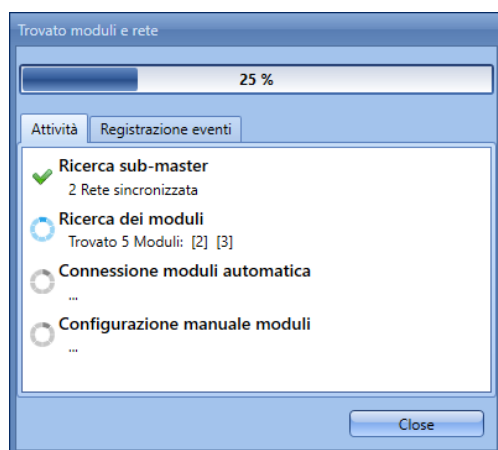 Trovato moduli e rete
25 %
Attività
Registrazione eventi
Ricerca sub-master
2 Rete sincronizzata
Ricerca dei moduli
Trovato 5 Moduli: [2] [3]
Connessione moduli automatica
...
Configurazione manuale moduli
...
Close